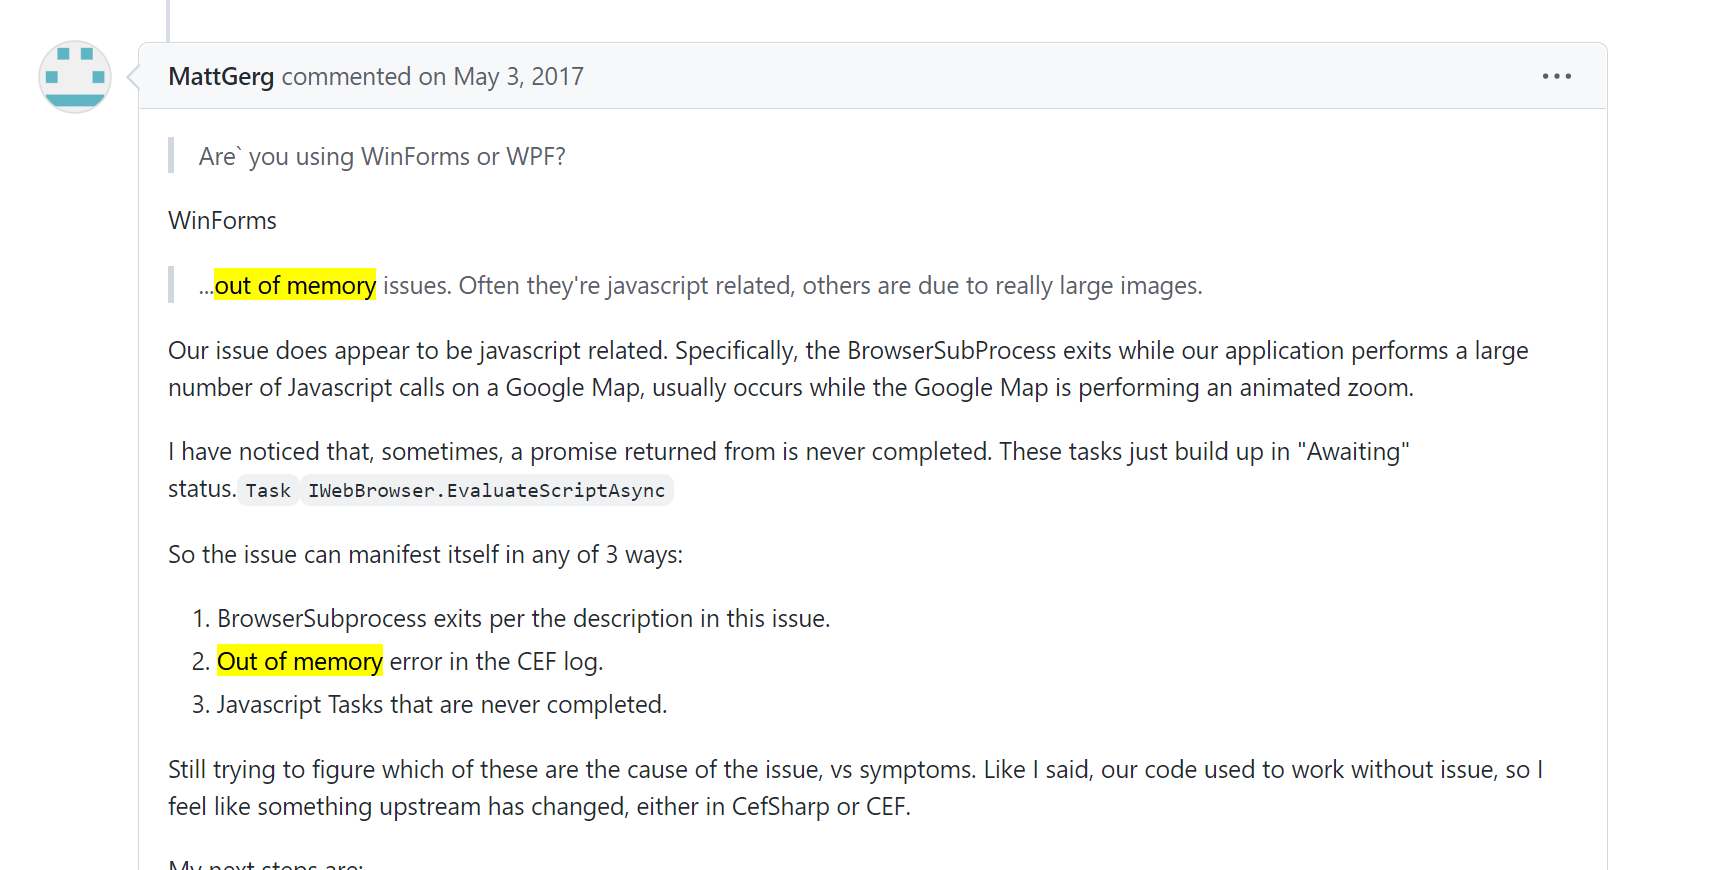 MattGerg commented on May 3, 2017
Are` you using WinForms or WPF?
WinForms
...out of memory issues. Often they're javascript related, others are due to really large images.
Our issue does appear to be javascript related. Specifically, the BrowserSubProcess exits while our application performs a large
number of Javascript calls on a Google Map, usually occurs while the Google Map is performing an animated zoom.
I have noticed that, sometimes, a promise returned from is never completed. These tasks just build up in "Awaiting"
status. Task IWebBrowser.EvaluateScriptAsync
So the issue can manifest itself in any of 3 ways:
1. BrowserSubprocess exits per the description in this issue.
2. Out of memory error in the CEF log.
3. Javascript Tasks that are never completed.
Still trying to figure which of these are the cause of the issue, vs symptoms. Like I said, our code used to work without issue, so I
feel like something upstream has changed, either in CefSharp or CEF.
My next steps are: